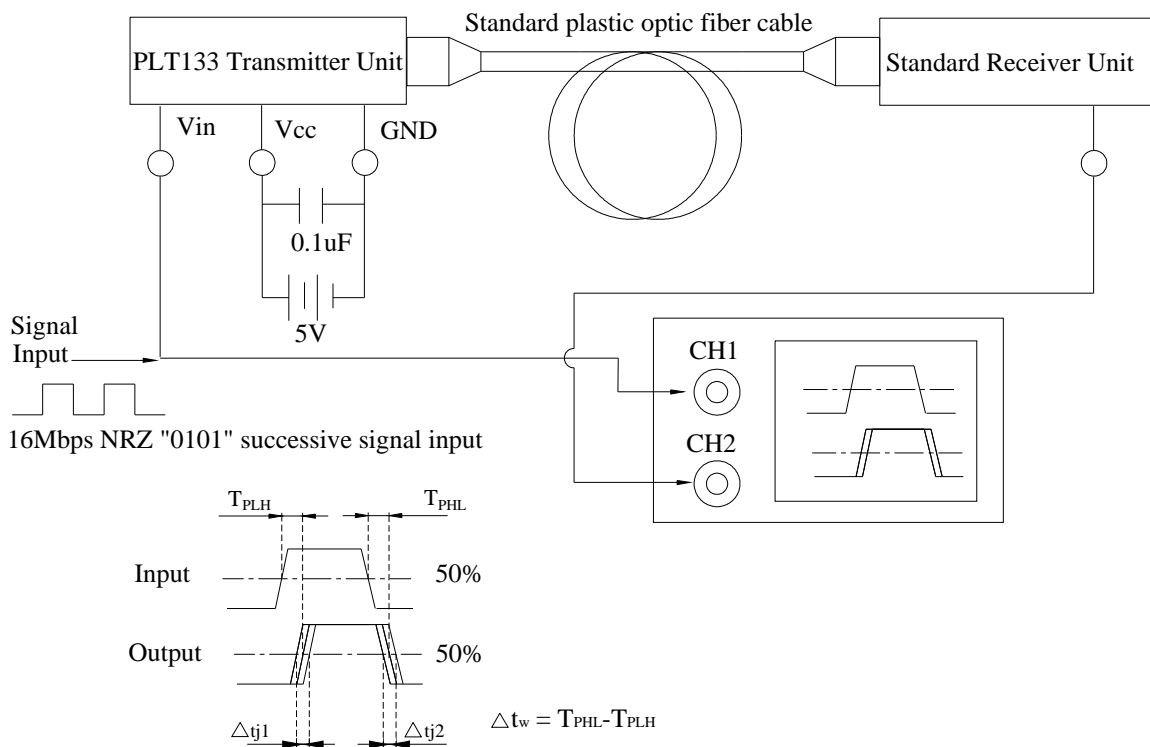 Standard plastic optic fiber cable
PLT133 Transmitter Unit
Standard Receiver Unit
Vin
Vcc
GND
0.1uF
5V
Signal
Input
16Mbps NRZ "0101" successive signal input
CH1
CH2
TPLH
TPHL
Input
50%
Output
50%
△tj1
△tj2
△tw = TPHL-TPLH